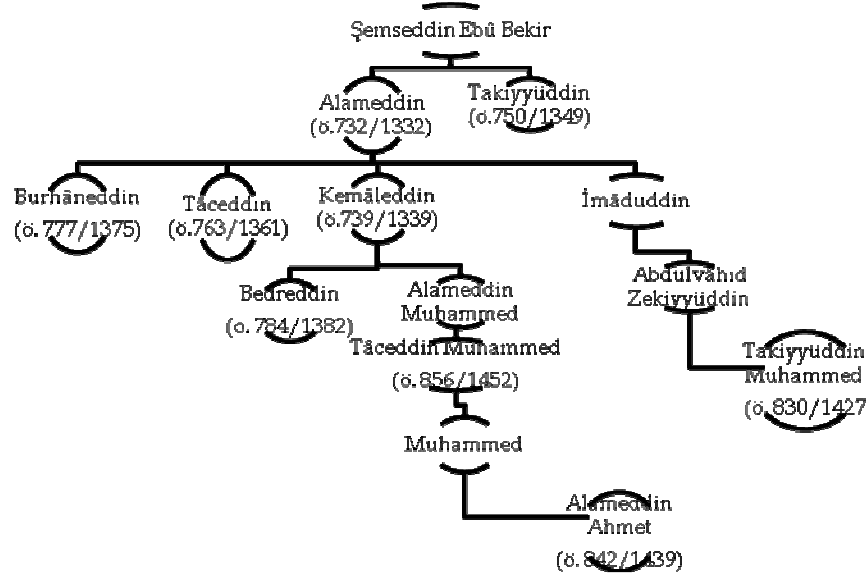 Şemseddin Ebû Bekir
Alameddin
(ö.732/1332)
Takiyyüddin
(ö.750/1349)
Burhâneddin
(ö. 777/1375)
Tâceddin
(ö.763/1361)
Kemâleddin
(ö.739/1339)
İmâduddin
Bedreddin
(ö. 784/1382)
Alameddin
Muhammed
Abdulvâhıd
Zekiyyüddin
Tâceddin Muhammed
(ö. 856/1452)
Takiyyüddin
Muhammed
(ö. 830/1427
Muhammed
Alameddin
Ahmet
(ö. 842/1439)